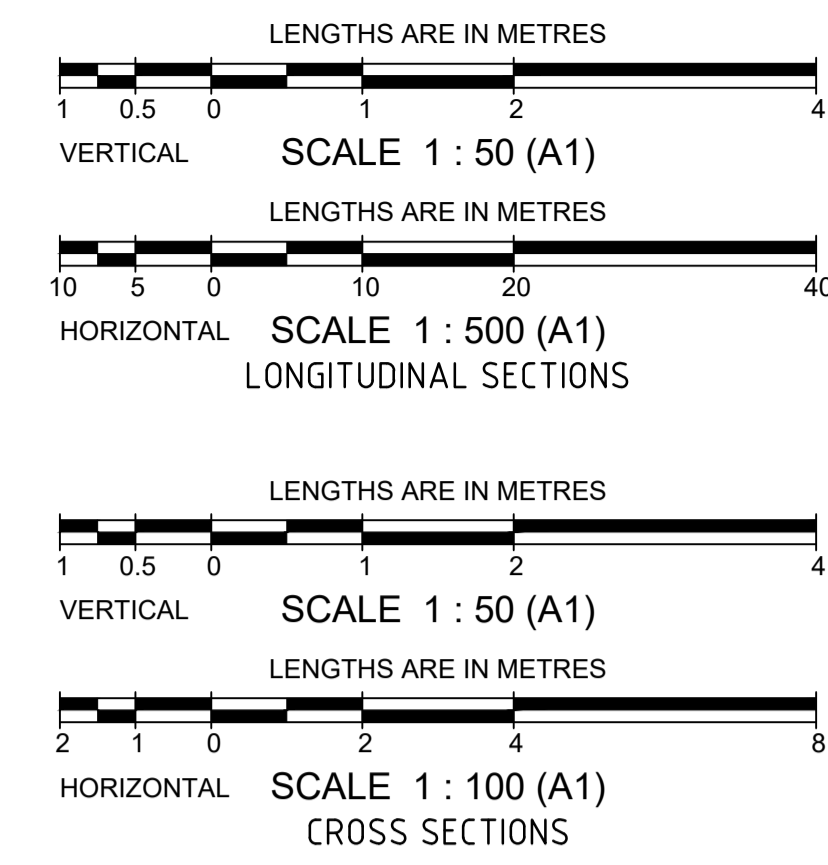 LENGTHS ARE IN METRES
1 0.5 0 1 2 4
VERTICAL SCALE 1 : 50 (A1)
LENGTHS ARE IN METRES
10 5 0 10 20 40
HORIZONTAL SCALE 1 : 500 (A1)
LONGITUDINAL SECTIONS
LENGTHS ARE IN METRES
1 0.5 0 1 2 4
VERTICAL SCALE 1 : 50 (A1)
LENGTHS ARE IN METRES
2 1 0 2 4 8
HORIZONTAL SCALE 1 : 100 (A1)
CROSS SECTIONS